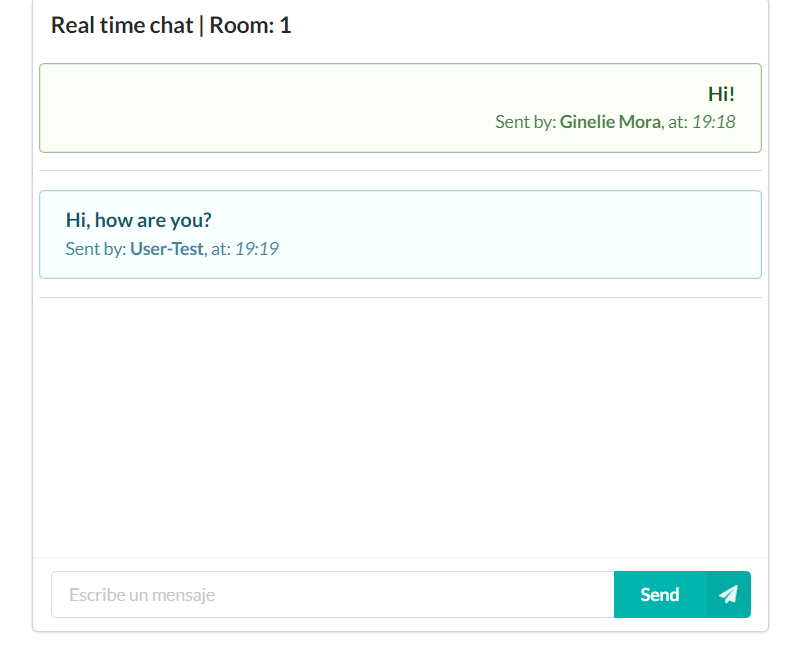 Real time chat | Room: 1
Hi!
Sent by: Ginelie Mora, at: 19:18
Hi, how are you?
Sent by: User-Test, at: 19:19
Escribe un mensaje
Send